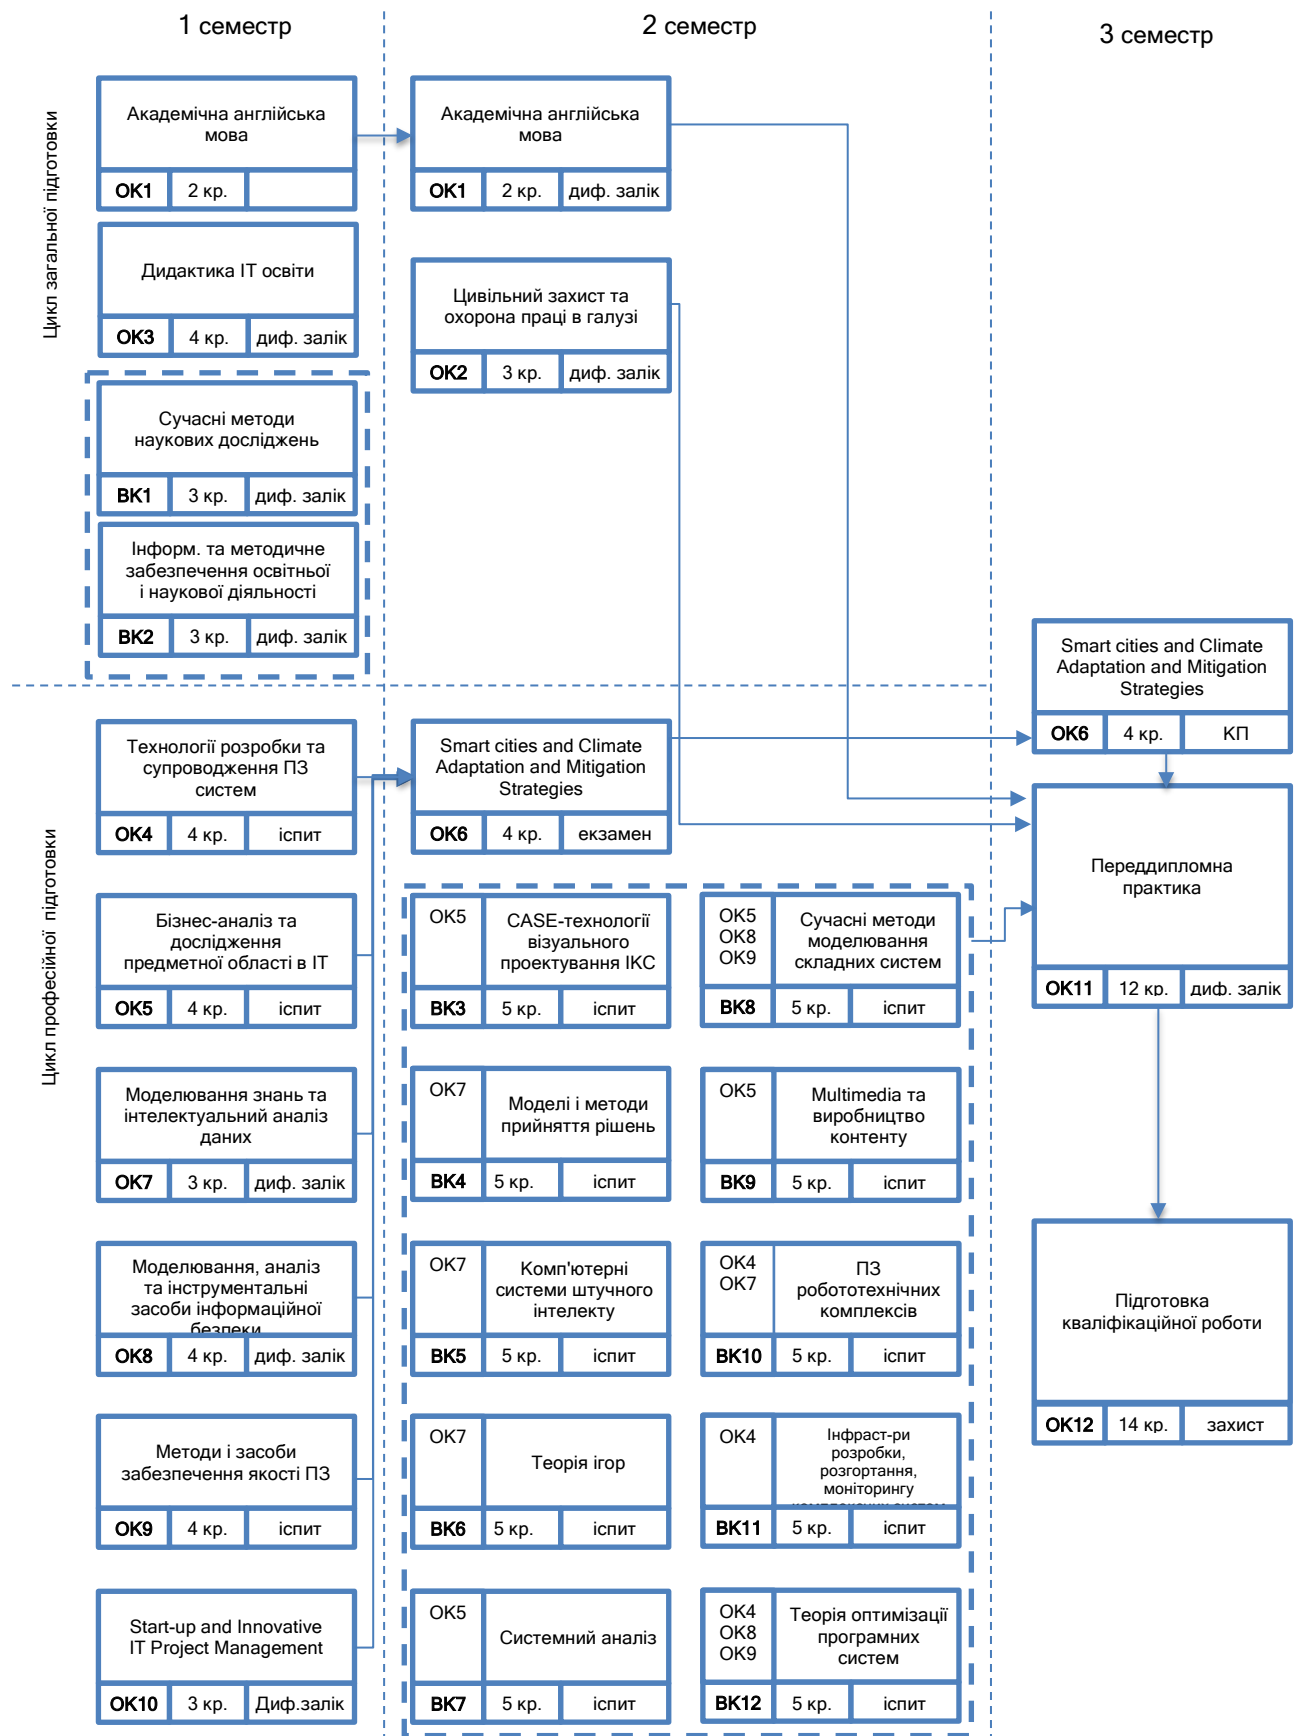 1 семестр
2 семестр
3 семестр
Цикл загальної підготовки
Академічна англійська
мова
ОК1 2 кр.
Дидактика ІТ освіти
ОК3 4 кр. диф. залік
Сучасні методи
наукових досліджень
ВК1 3 кр. диф. залік
Інформ. та методичне
забезпечення освітньої
і наукової діяльності
ВК2 3 кр. диф. залік
Академічна англійська
мова
ОК1 2 кр. диф. залік
Цивільний захист та
охорона праці в галузі
ОК2 3 кр. диф. залік
Цикл професійної підготовки
Технології розробки та
супроводження ПЗ
систем
ОК4 4 кр. іспит
Бізнес-аналіз та
дослідження
предметної області в ІТ
ОК5 4 кр. іспит
Моделювання знань та
інтелектуальний аналіз
даних
ОК7 3 кр. диф. залік
Моделювання, аналіз
та інструментальні
засоби інформаційної
безпеки
ОК8 4 кр. диф. залік
Методи і засоби
забезпечення якості ПЗ
ОК9 4 кр. іспит
Start-up and Innovative
IT Project Management
ОК10 3 кр. Диф.залік
Smart cities and Climate
Adaptation and Mitigation
Strategies
ОК6 4 кр. екзамен
ОК5
CASE-технології
візуального
проектування ІКС
ВК3 5 кр. іспит
ОК7
Моделі і методи
прийняття рішень
ВК4 5 кр. іспит
ОК7
Комп'ютерні
системи штучного
інтелекту
ВК5 5 кр. іспит
ОК7
Теорія ігор
ВК6 5 кр. іспит
ОК5
Системний аналіз
ВК7 5 кр. іспит
ОК5
ОК8
ОК9
Сучасні методи
моделювання
складних систем
ВК8 5 кр. іспит
ОК5
Multimedia та
виробництво
контенту
ВК9 5 кр. іспит
ОК4
ОК7
ПЗ
робототехнічних
комплексів
ВК10 5 кр. іспит
ОК4
Інфраст-ри
розробки,
розгортання,
моніторингу
ВК11 5 кр. іспит
ОК4
ОК8
ОК9
Теорія оптимізації
програмних
систем
ВК12 5 кр. іспит
Smart cities and Climate
Adaptation and Mitigation
Strategies
ОК6 4 кр. КП
Переддипломна
практика
ОК11 12 кр. диф. залік
Підготовка
кваліфікаційної роботи
ОК12 14 кр. захист